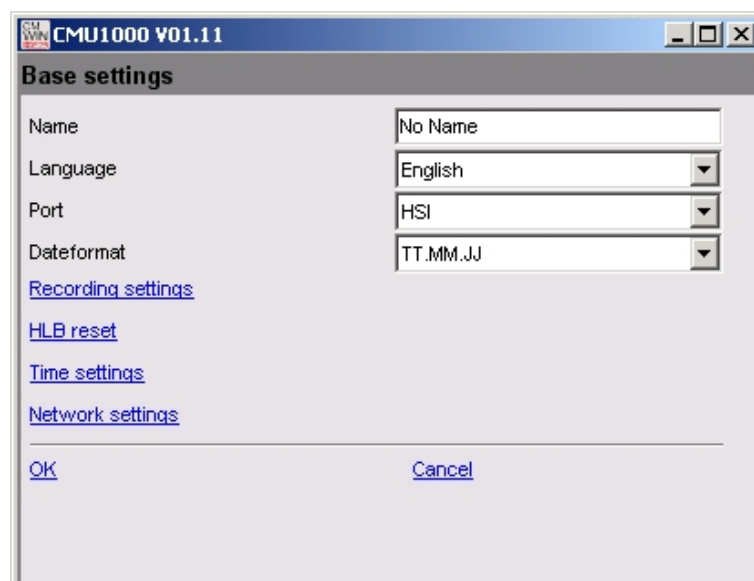 CMWIN
CMU1000 V01.11
Base settings
Name No Name
Language English
Port HSI
Dateformat TT.MM.JJ
Recording settings
HLB reset
Time settings
Network settings
OK Cancel